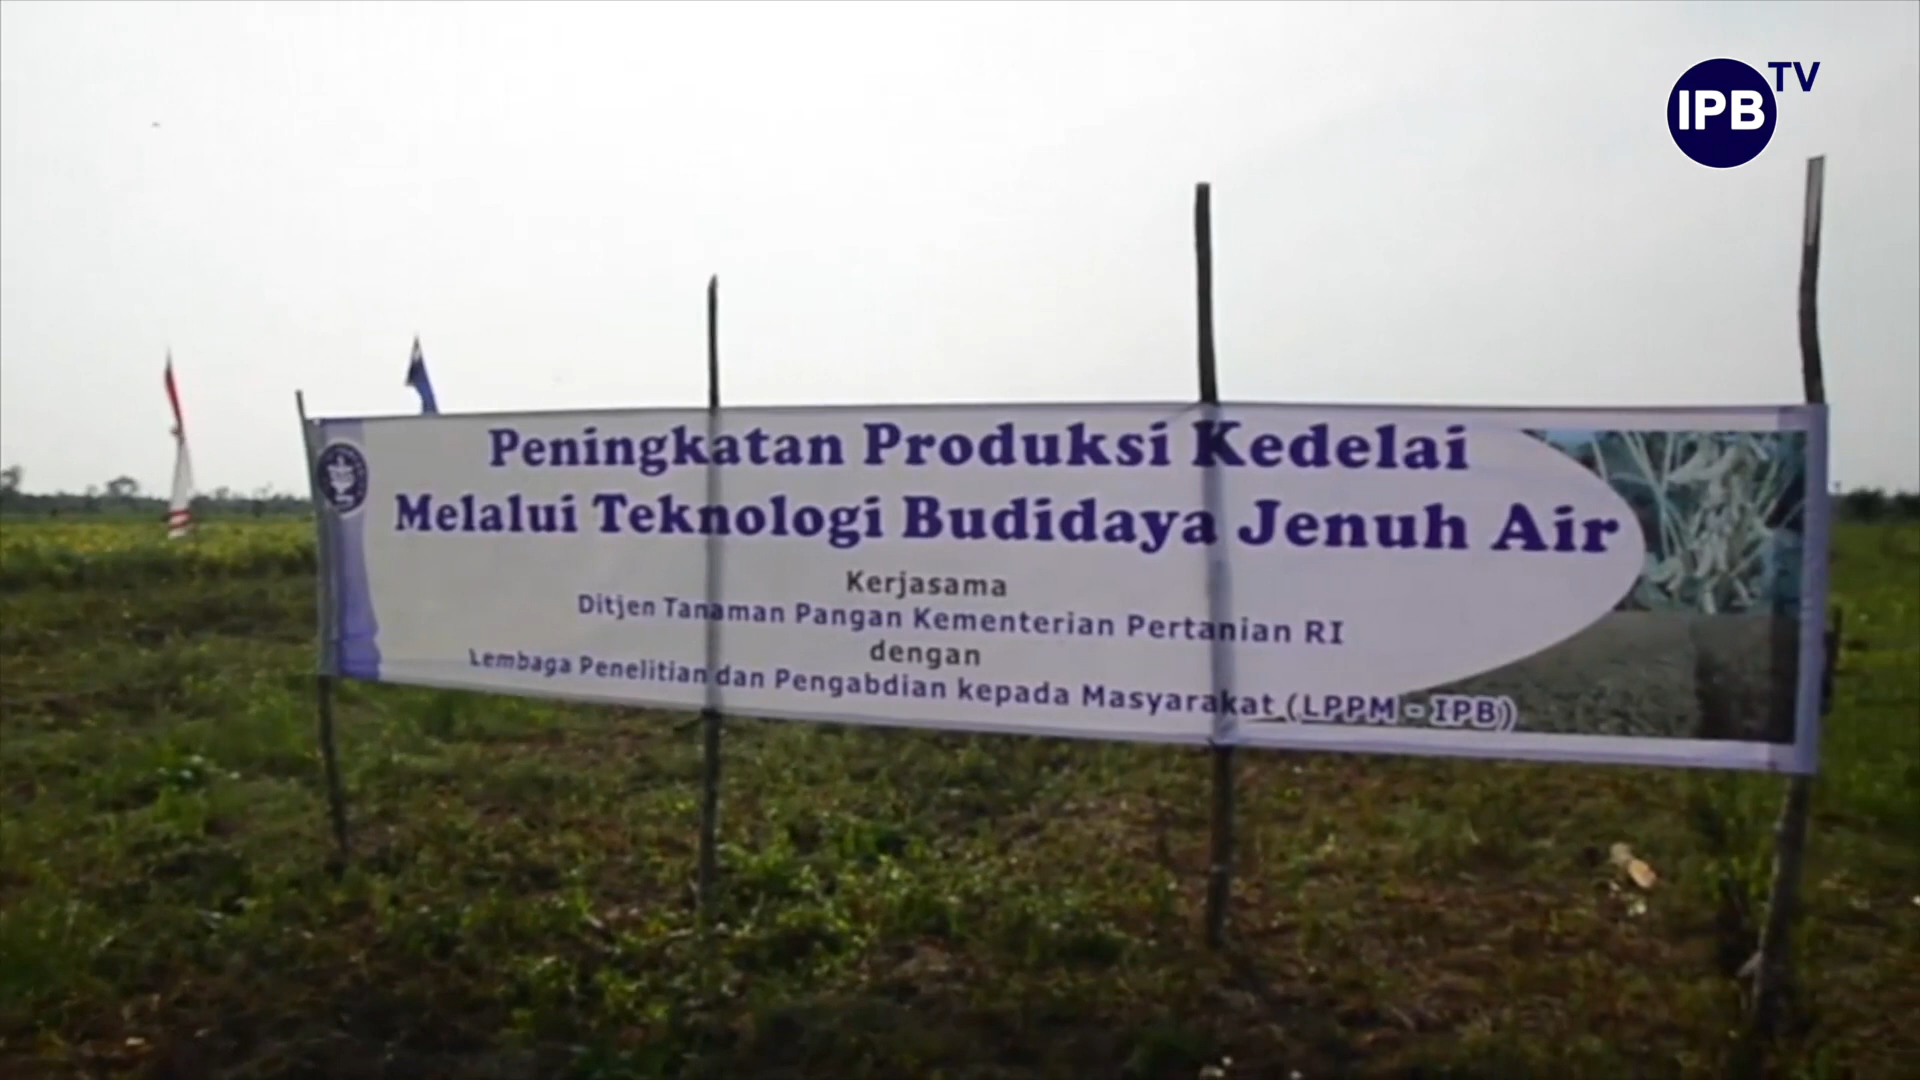 IPB TV
Peningkatan Produksi Kedelai
Melalui Teknologi Budidaya Jenuh Air
Kerjasama
Ditjen Tanaman Pangan Kementerian Pertanian RI
dengan
Lembaga Penelitian dan Pengabdian kepada Masyarakat (LPPM - IPB)